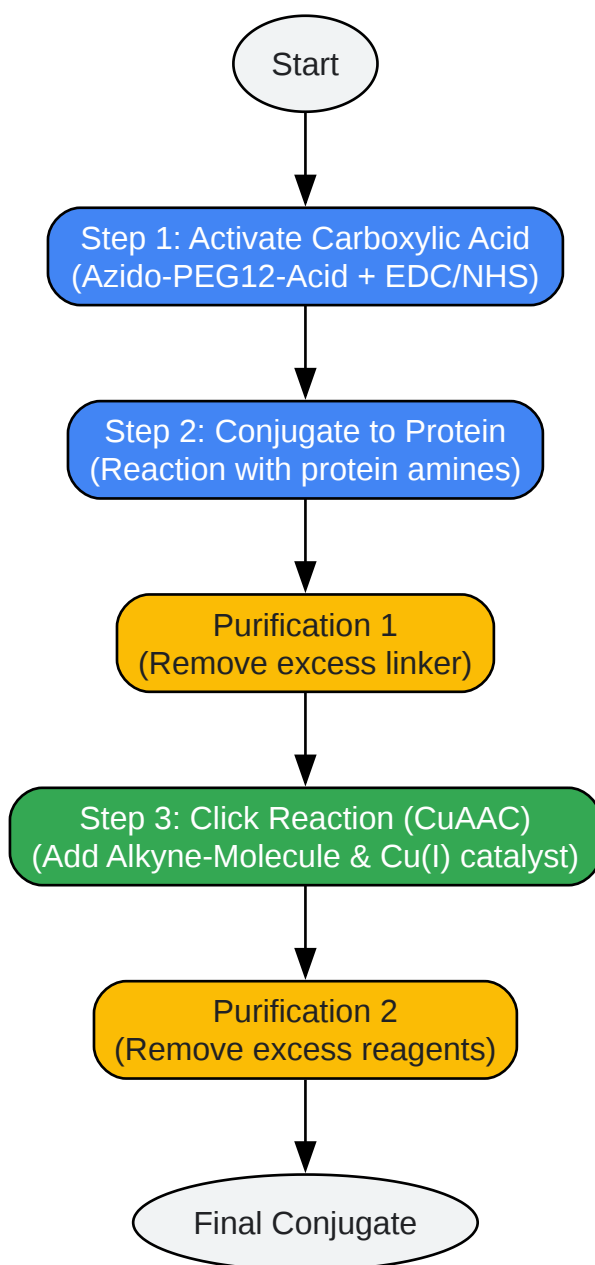 Start
Step 1: Activate Carboxylic Acid
(Azido-PEG12-Acid + EDC/NHS)
Step 2: Conjugate to Protein
(Reaction with protein amines)
Purification 1
(Remove excess linker)
Step 3: Click Reaction (CuAAC)
(Add Alkyne-Molecule & Cu(I) catalyst)
Purification 2
(Remove excess reagents)
Final Conjugate